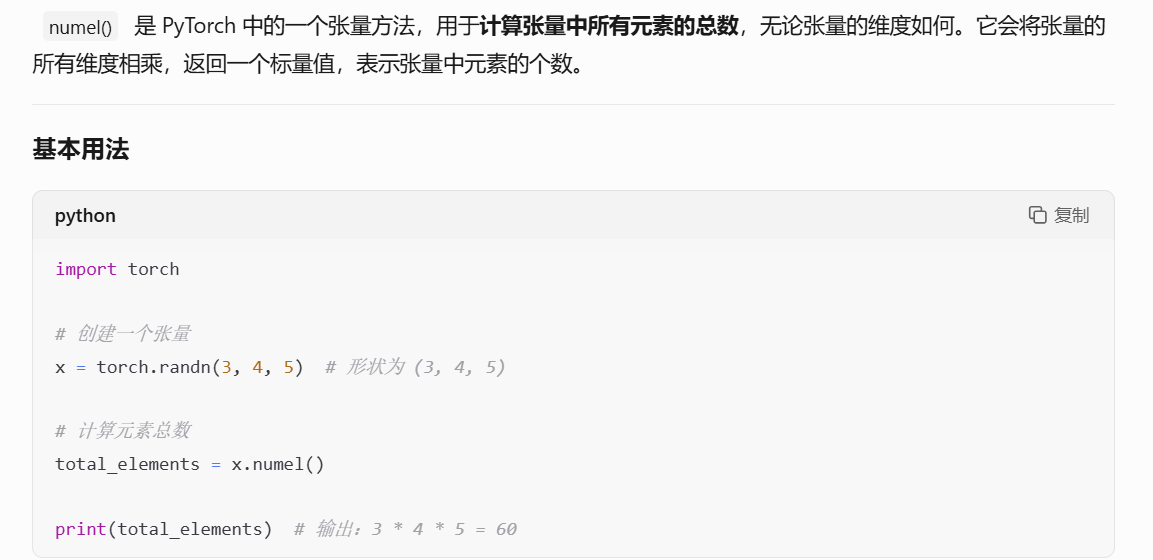 numel() 是 PyTorch 中的一个张量方法，用于计算张量中所有元素的总数，无论张量的维度如何。它会将张量的
所有维度相乘，返回一个标量值，表示张量中元素的个数。
基本用法
python 复制
import torch
# 创建一个张量
x = torch.randn(3, 4, 5)  # 形状为 (3, 4, 5)
# 计算元素总数
total_elements = x.numel()
print(total_elements)  # 输出：3 * 4 * 5 = 60